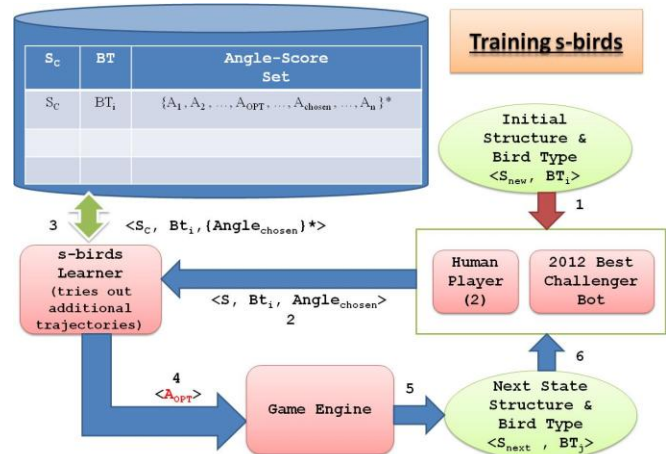 Training s-birds
S_C BT Angle-Score
Set
S_C BT_i {A_1, A_2, ..., A_OPT, ..., A_chosen, ..., A_n}*
Initial
Structure &
Bird Type
<S_new, BT_i>
1
3
<S_C, Bt_i,{Angle_chosen}*>
s-birds
Learner
(tries out
additional
trajectories)
<S, Bt_i, Angle_chosen>
2
Human
Player
(2)
2012 Best
Challenger
Bot
4
<A_OPT>
Game Engine
5
6
Next State
Structure &
Bird Type
<S_next , BT_j>